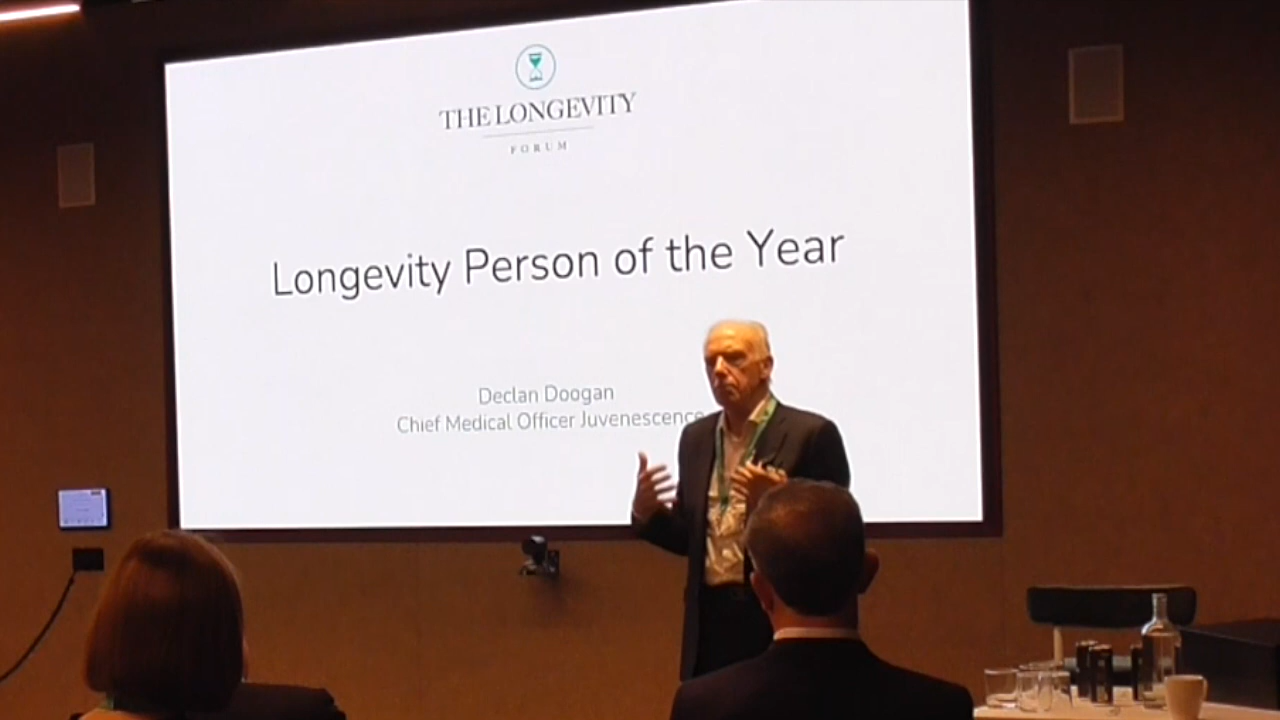 THE LONGEVITY
FORUM
Longevity Person of the Year
Declan Doogan
Chief Medical Officer Juvenescence